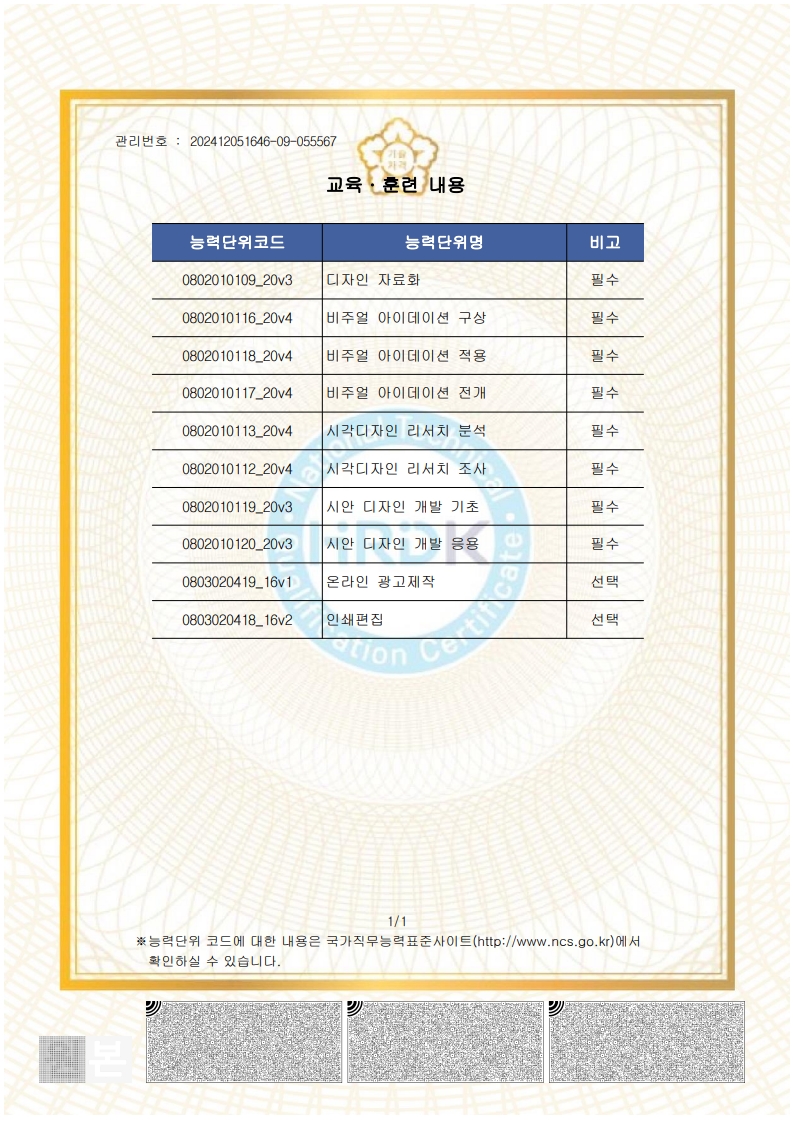 관리번호 : 202412051646-09-055567
기술
자격
교육·훈련 내용
능력단위코드 능력단위명 비고
0802010109_20v3 디자인 자료화 필수
0802010116_20v4 비주얼 아이데이션 구상 필수
0802010118_20v4 비주얼 아이데이션 적용 필수
0802010117_20v4 비주얼 아이데이션 전개 필수
0802010113_20v4 시각디자인 리서치 분석 필수
0802010112_20v4 시각디자인 리서치 조사 필수
0802010119_20v3 시안 디자인 개발 기초 필수
0802010120_20v3 시안 디자인 개발 응용 필수
0803020419_16v1 온라인 광고제작 선택
0803020418_16v2 인쇄편집 선택
National Technical
HRDK
Qualification Certificate
1/1
※능력단위 코드에 대한 내용은 국가직무능력표준사이트(http://www.ncs.go.kr)에서
확인하실 수 있습니다.
본